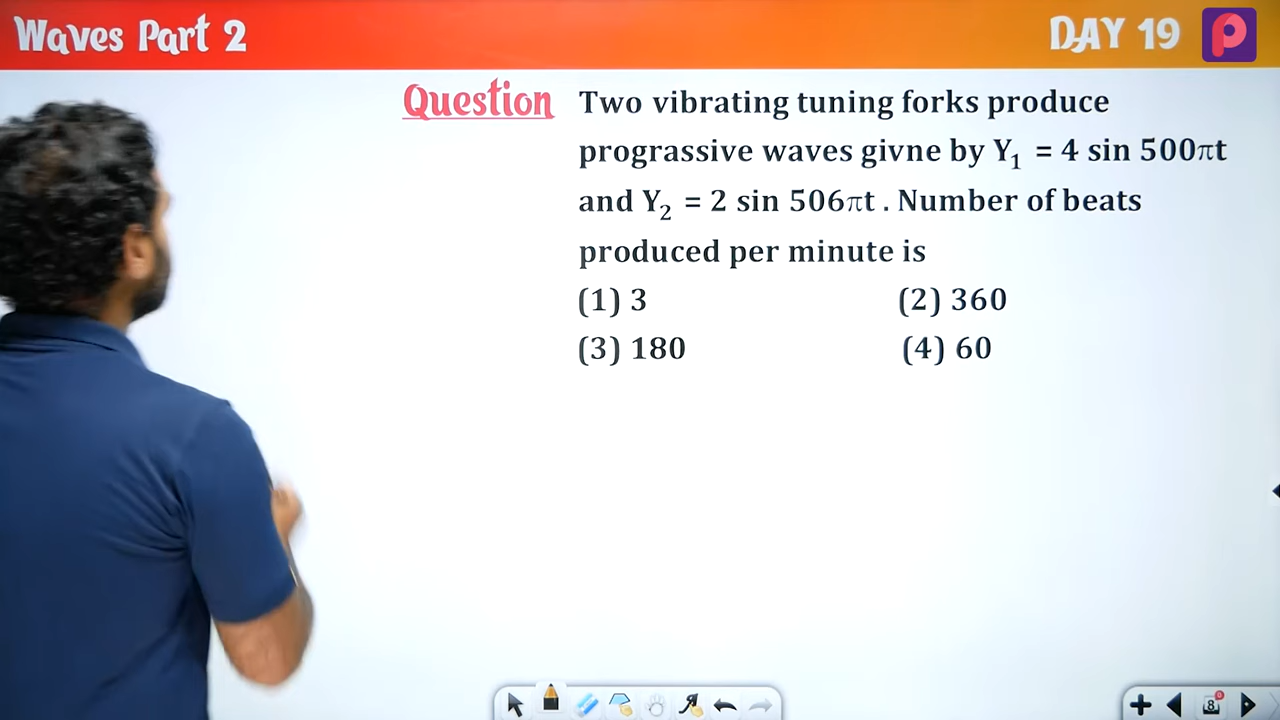 Waves Part 2
DAY 19
Question
Two vibrating tuning forks produce
prograssive waves givne by Y₁ = 4 sin 500πt
and Y₂ = 2 sin 506πt . Number of beats
produced per minute is
(1) 3 (2) 360
(3) 180 (4) 60
8
0